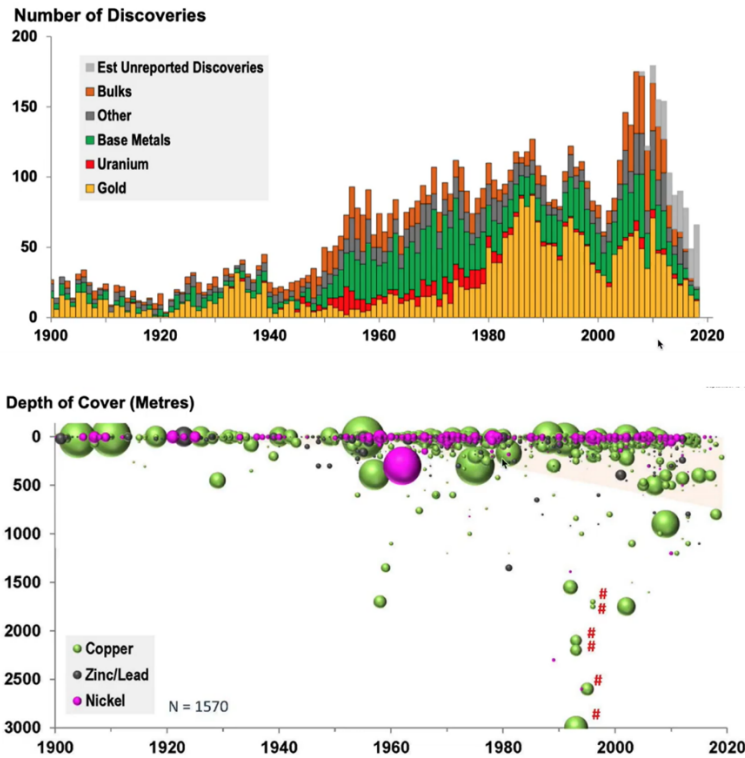 Number of Discoveries
200
Est Unreported Discoveries
Bulks
150
Other
Base Metals
Uranium
100
Gold
50
0
1900 1920 1940 1960 1980 2000 2020
Depth of Cover (Metres)
0
500
1000
1500
#
#
2000
#
#
Copper
Zinc/Lead
2500
#
Nickel
N = 1570
#
3000
1900 1920 1940 1960 1980 2000 2020